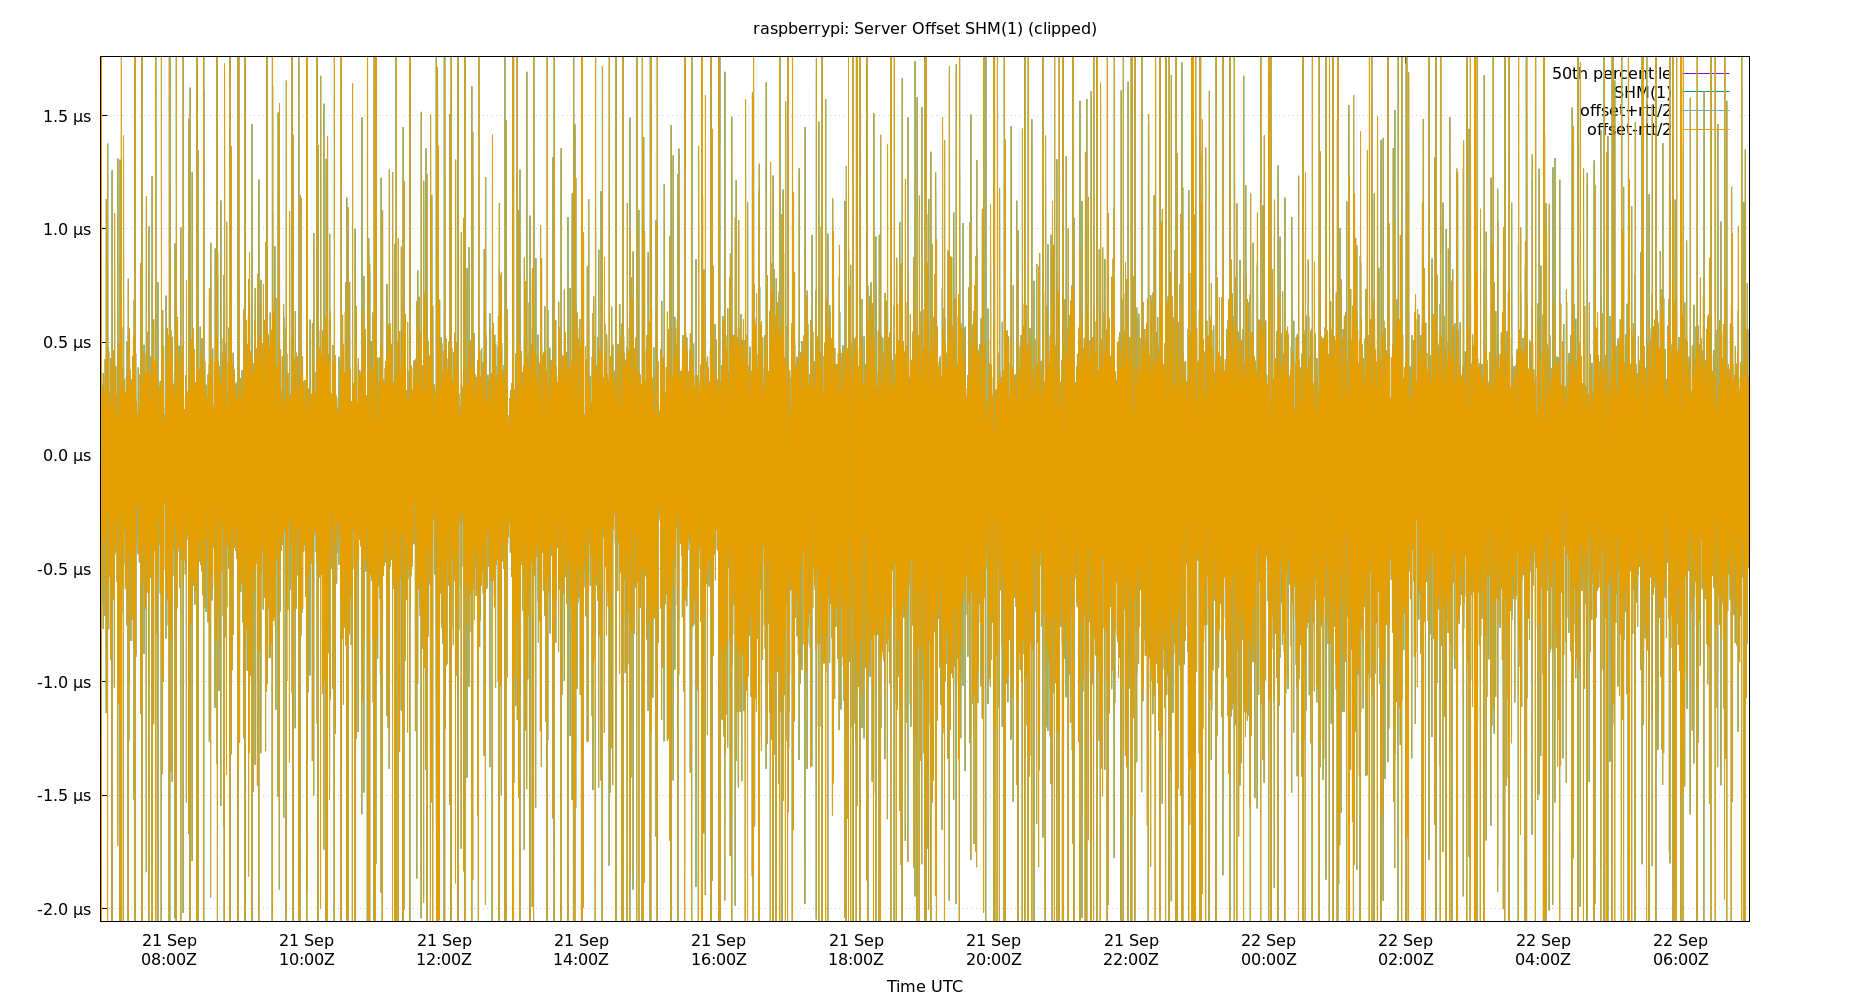 raspberrypi: Server Offset SHM(1) (clipped)
50th percentile
SHM(1)
offset+rtt/2
offset-rtt/2
1.5 µs
1.0 µs
0.5 µs
0.0 µs
-0.5 µs
-1.0 µs
-1.5 µs
-2.0 µs
21 Sep 21 Sep 21 Sep 21 Sep 21 Sep 21 Sep 21 Sep 21 Sep 22 Sep 22 Sep 22 Sep 22 Sep
08:00Z 10:00Z 12:00Z 14:00Z 16:00Z 18:00Z 20:00Z 22:00Z 00:00Z 02:00Z 04:00Z 06:00Z
Time UTC